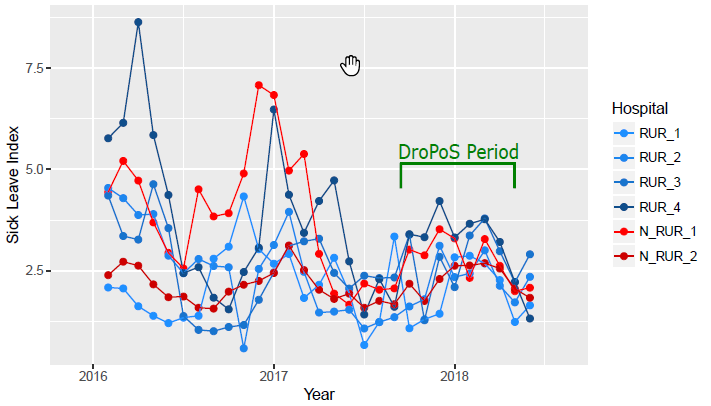 7.5
5.0
2.5
Sick Leave Index
DroPoS Period
2016
2017
2018
Year
Hospital
RUR_1
RUR_2
RUR_3
RUR_4
N_RUR_1
N_RUR_2